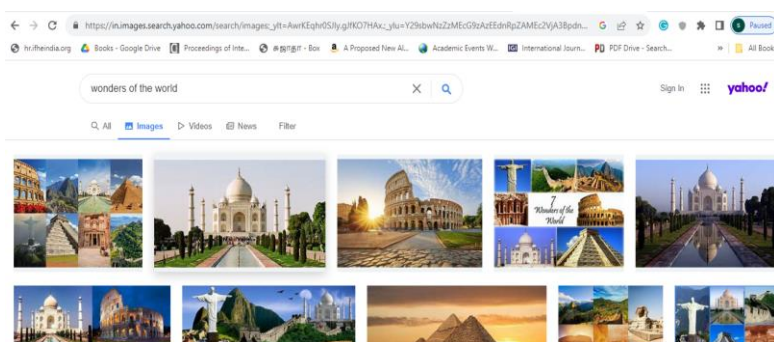 https://in.images.search.yahoo.com/search/images;_ylt=AwrKEqhr0SJly.gJfKO7HAx.;_ylu=Y29sbwNzZzMEcG9zAzEEdnRpZAMEc2VjA3Bpdn... Paused
hr.ifheindia.org Books - Google Drive Proceedings of Inte... Box A Proposed New Al... Academic Events W... International Journ... PDF Drive - Search... » All Book
wonders of the world Sign In yahoo!
All Images Videos News Filter
7
Wonders of the
World